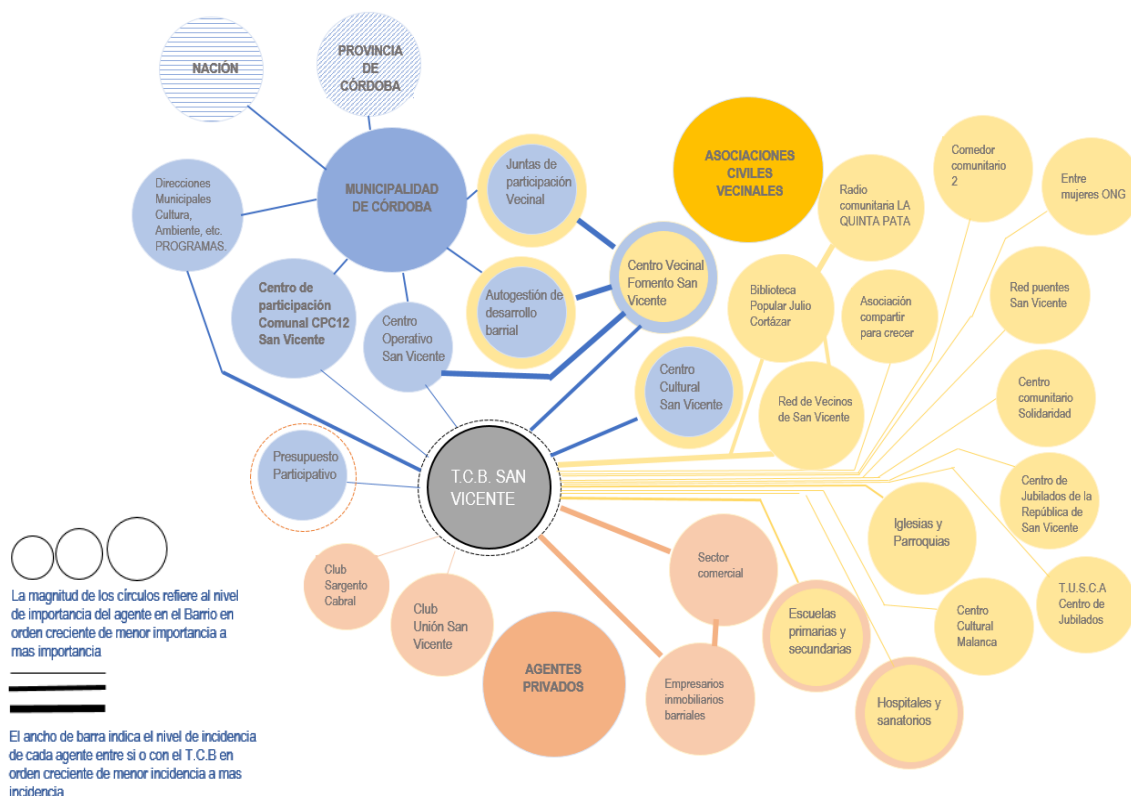 NACIÓN
PROVINCIA
DE
CÓRDOBA
MUNICIPALIDAD
DE CÓRDOBA
Direcciones
Municipales
Cultura,
Ambiente, etc.
PROGRAMAS.
Centro de
participación
Comunal CPC12
San Vicente
Centro
Operativo
San Vicente
Juntas de
participación
Vecinal
Autogestión de
desarrollo
barrial
Centro Vecinal
Fomento San
Vicente
Centro
Cultural
San Vicente
Presupuesto
Participativo
T.C.B. SAN
VICENTE
ASOCIACIONES
CIVILES
VECINALES
Radio
comunitaria LA
QUINTA PATA
Comedor
comunitario
2
Entre
mujeres ONG
Biblioteca
Popular Julio
Cortázar
Asociación
compartir
para crecer
Red puentes
San Vicente
Red de Vecinos
de San Vicente
Centro
comunitario
Solidaridad
Centro de
Jubilados de la
República de
San Vicente
Iglesias y
Parroquias
T.U.S.C.A
Centro de
Jubilados
Centro
Cultural
Malanca
Escuelas
primarias y
secundarias
Hospitales y
sanatorios
Sector
comercial
Empresarios
inmobiliarios
barriales
AGENTES
PRIVADOS
Club
Sargento
Cabral
Club
Unión San
Vicente
La magnitud de los círculos refiere al nivel
de importancia del agente en el Barrio en
orden creciente de menor importancia a
mas importancia
El ancho de barra indica el nivel de incidencia
de cada agente entre si o con el T.C.B en
orden creciente de menor incidencia a mas
incidencia